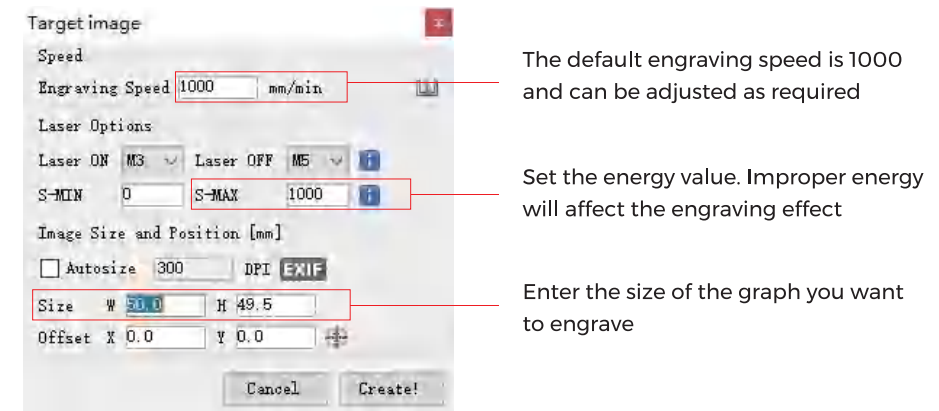 Target image
Speed
Engraving Speed 1000 mm/min
Laser Options
Laser ON M3 Laser OFF M5
S-MIN 0 S-MAX 1000
Image Size and Position [mm]
Autosize 300 DPI EXIF
Size W 50.0 H 49.5
Offset X 0.0 Y 0.0
Cancel Create!
The default engraving speed is 1000
and can be adjusted as required
Set the energy value. Improper energy
will affect the engraving effect
Enter the size of the graph you want
to engrave